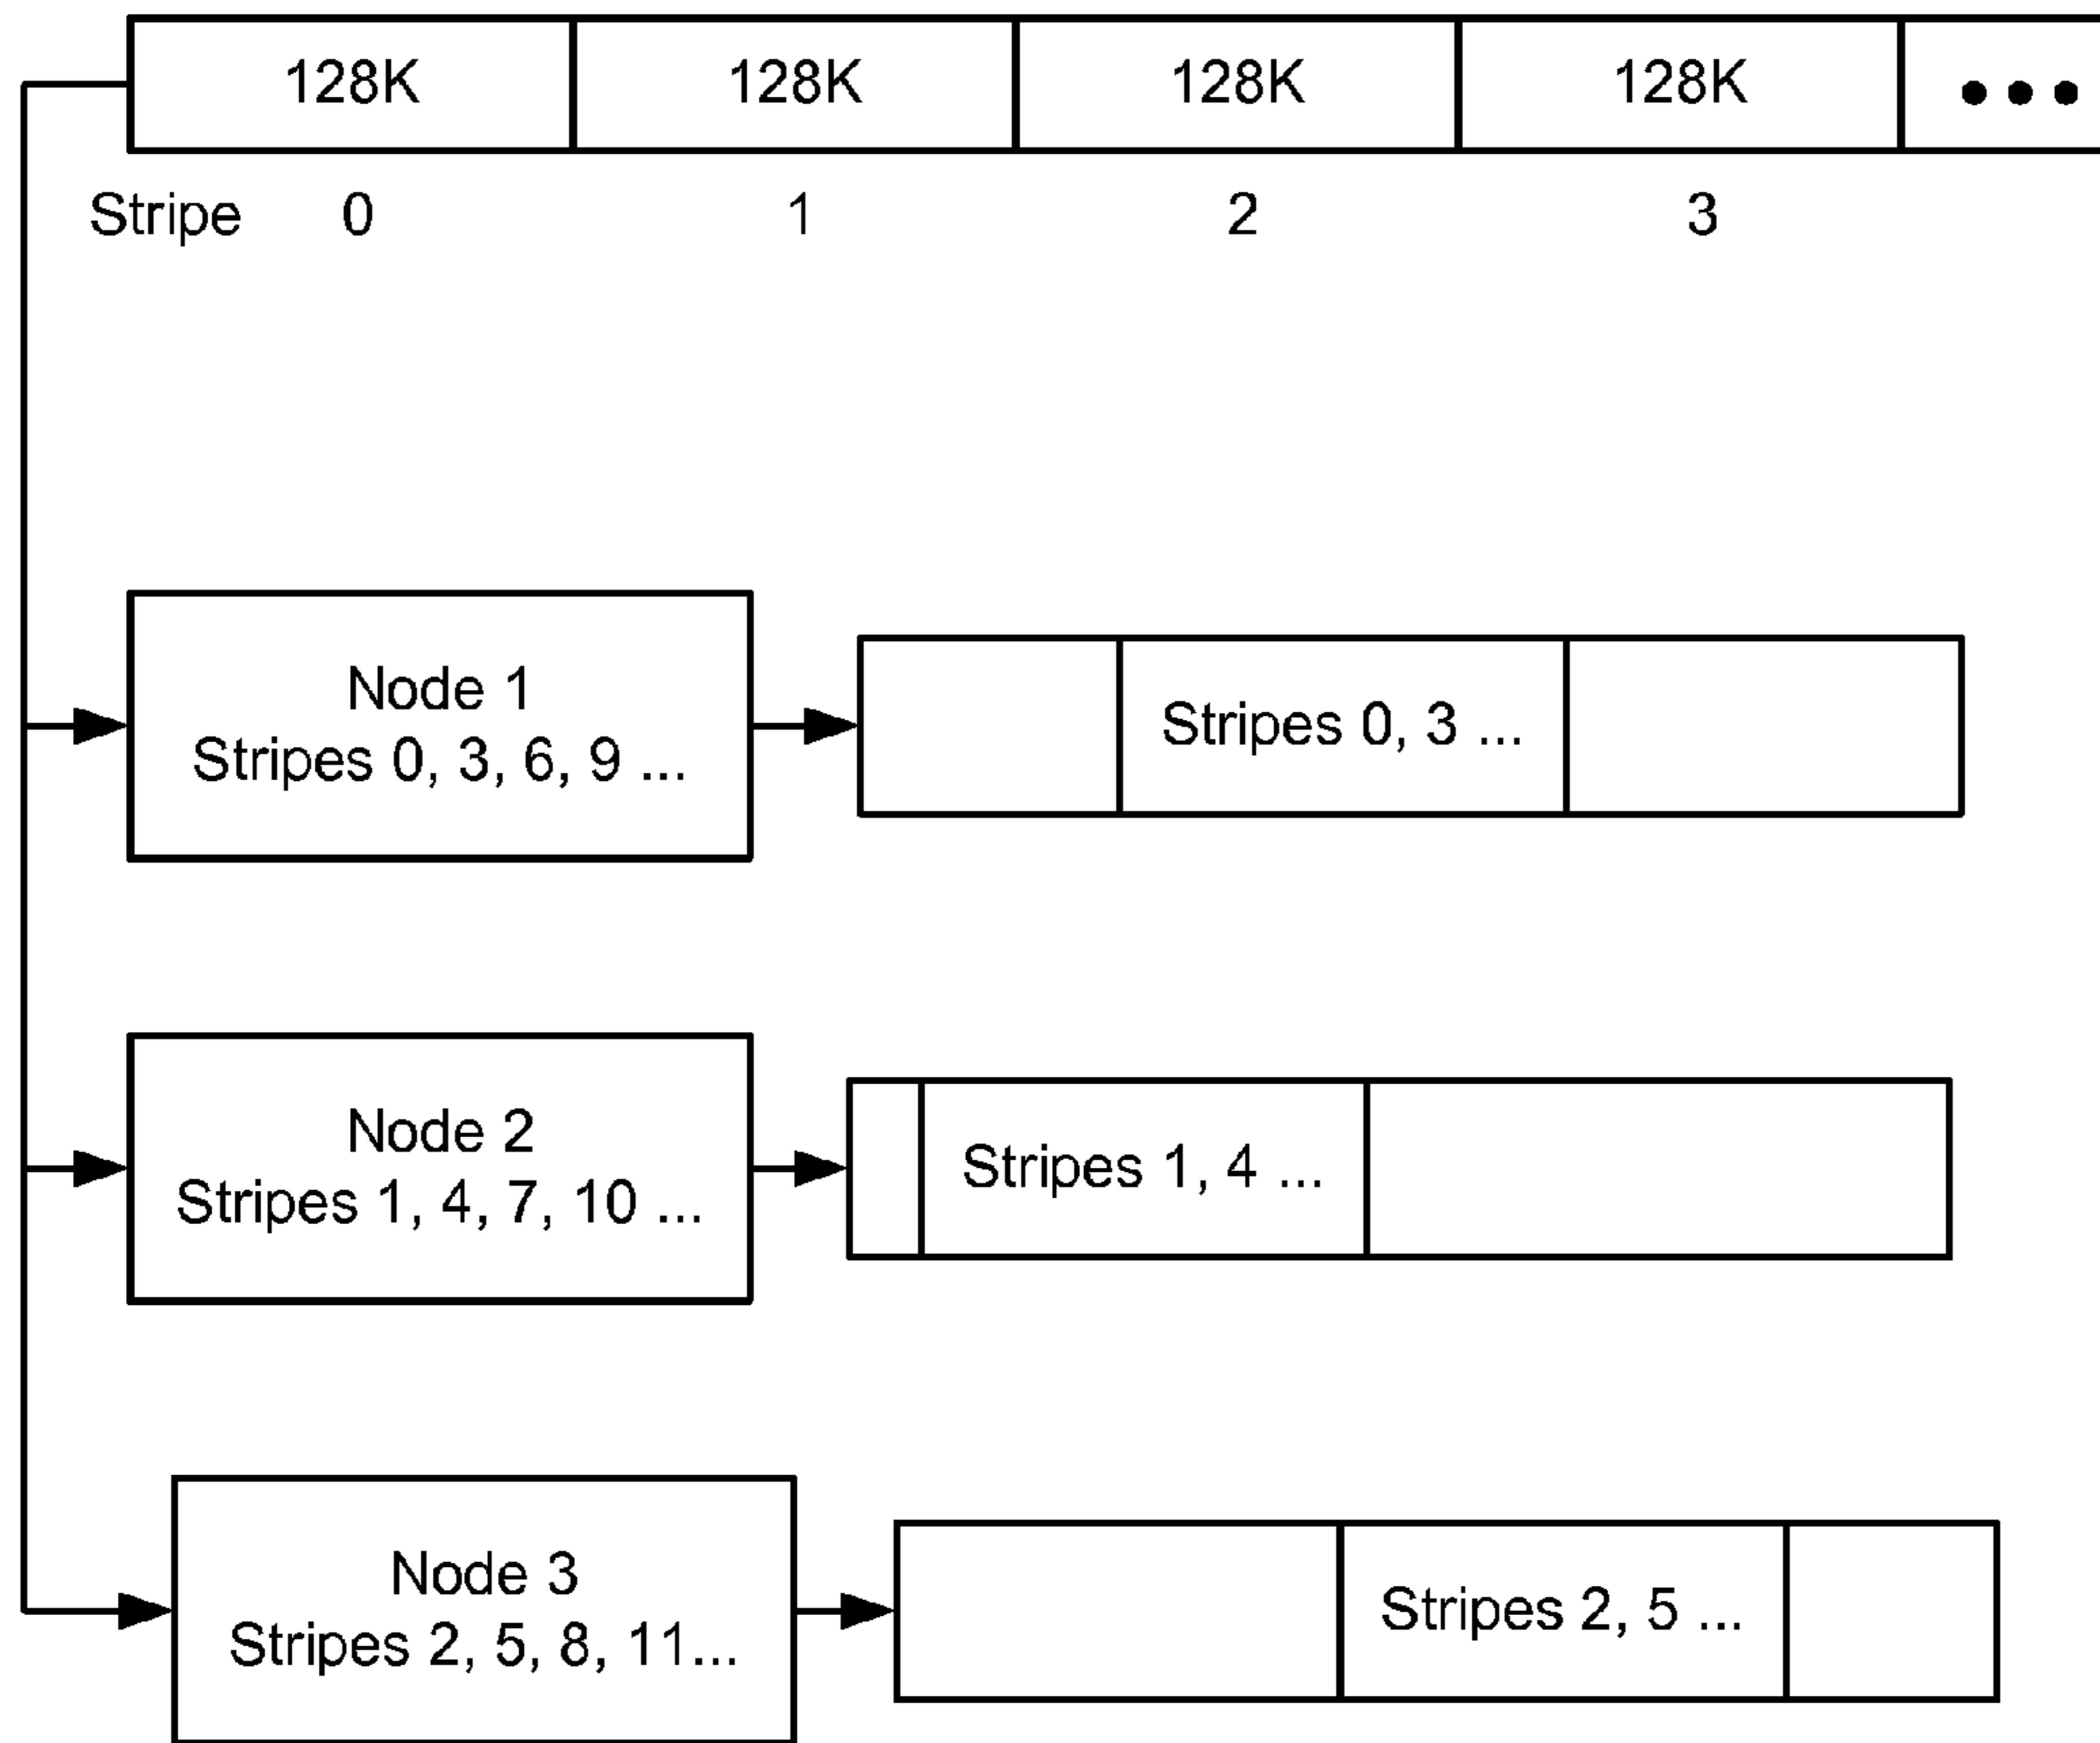 128K 128K 128K 128K •••
Stripe 0 1 2 3
Node 1
Stripes 0, 3, 6, 9 ...
Stripes 0, 3 ...
Node 2
Stripes 1, 4, 7, 10 ...
Stripes 1, 4 ...
Node 3
Stripes 2, 5, 8, 11...
Stripes 2, 5 ...